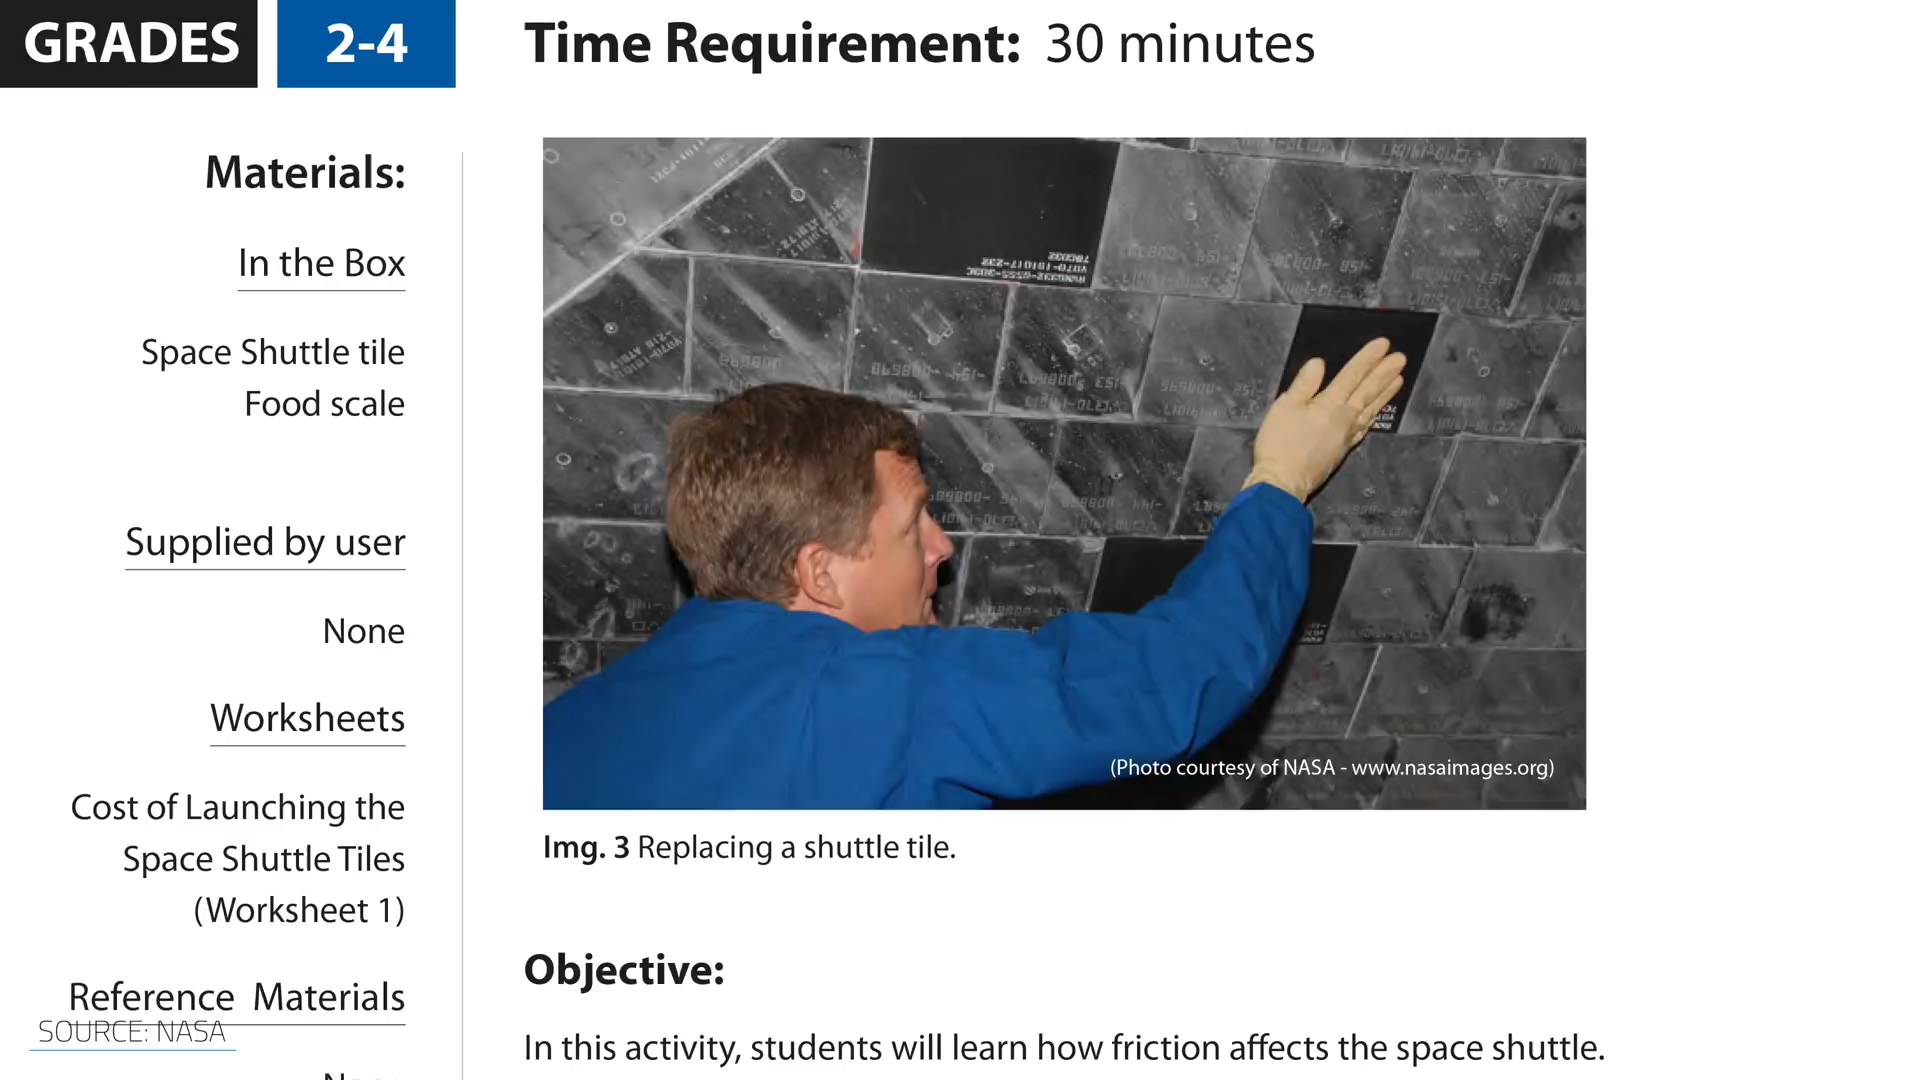 GRADES
2-4
Time Requirement: 30 minutes
Materials:
In the Box
Space Shuttle tile
Food scale
Supplied by user
None
Worksheets
Cost of Launching the
Space Shuttle Tiles
(Worksheet 1)
Reference Materials
SOURCE: NASA
(Photo courtesy of NASA - www.nasaimages.org)
Img. 3 Replacing a shuttle tile.
Objective:
In this activity, students will learn how friction affects the space shuttle.